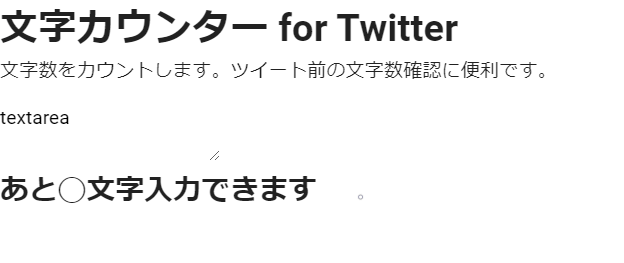 文字カウンター for Twitter
文字数をカウントします。ツイート前の文字数確認に便利です。
textarea
あと◯文字入力できます 。